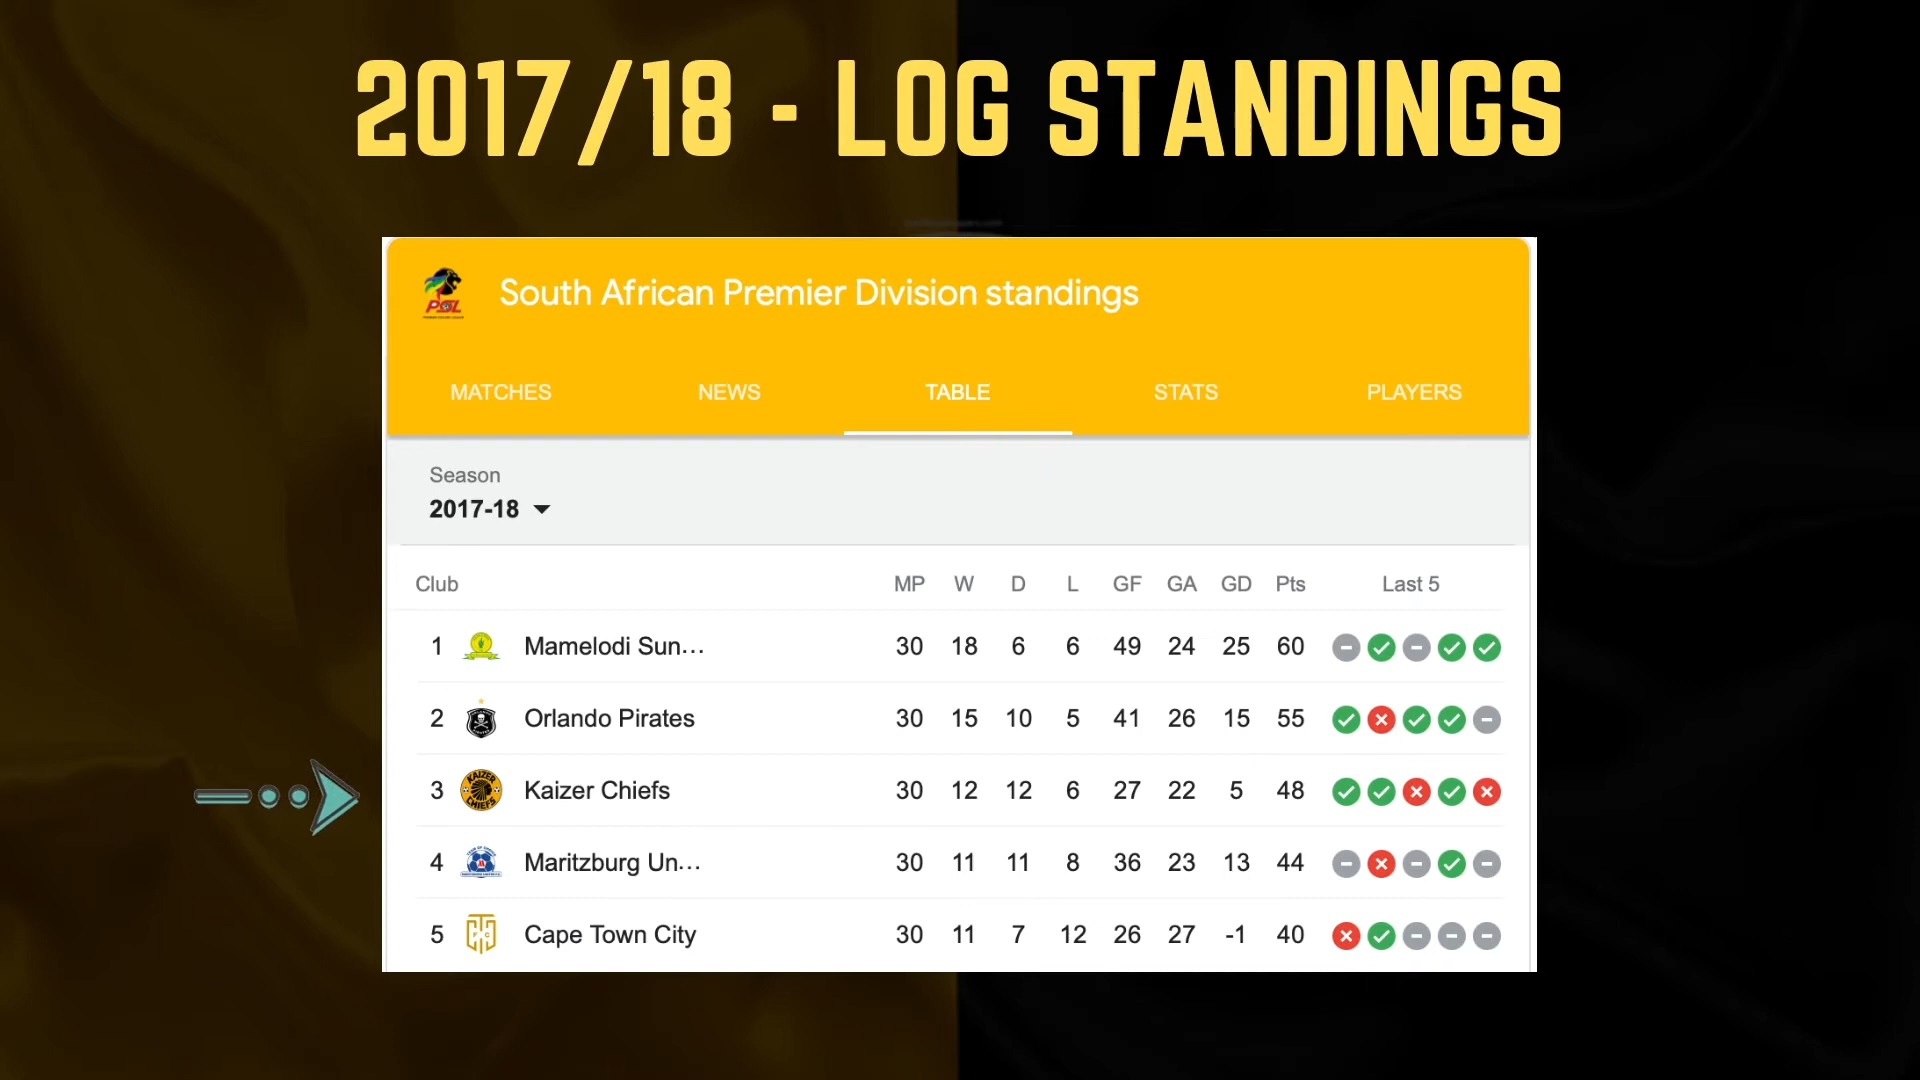 2017/18 - LOG STANDINGS
PSL
South African Premier Division standings
MATCHES NEWS TABLE STATS PLAYERS
Season
2017-18
Club MP W D L GF GA GD Pts Last 5
1 Mamelodi Sun... 30 18 6 6 49 24 25 60
2 Orlando Pirates 30 15 10 5 41 26 15 55
3 KAIZER CHIEFS Kaizer Chiefs 30 12 12 6 27 22 5 48
4 Maritzburg Un... 30 11 11 8 36 23 13 44
5 Cape Town City 30 11 7 12 26 27 -1 40